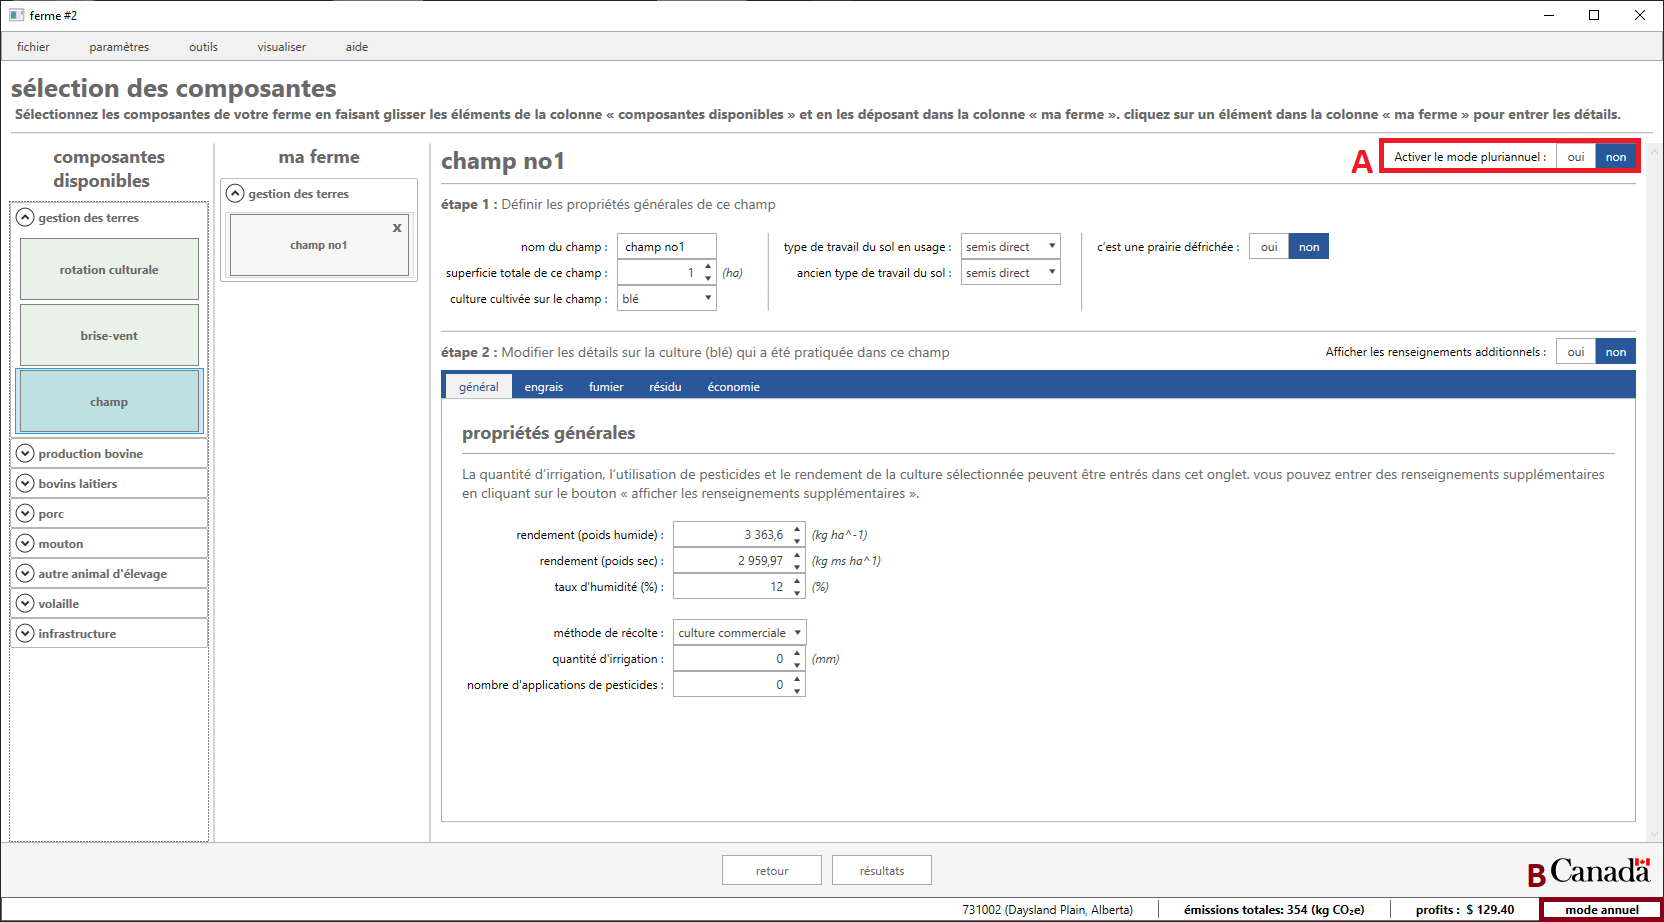 ferme #2
fichier paramètres outils visualiser aide
sélection des composantes
Sélectionnez les composantes de votre ferme en faisant glisser les éléments de la colonne « composantes disponibles » et en les déposant dans la colonne « ma ferme ». cliquez sur un élément dans la colonne « ma ferme » pour entrer les détails.
composantes
disponibles
gestion des terres
rotation culturale
brise-vent
champ
production bovine
bovins laitiers
porc
mouton
autre animal d'élevage
volaille
infrastructure
ma ferme
gestion des terres
champ no1 x
champ no1
A Activer le mode pluriannuel : oui non
étape 1 : Définir les propriétés générales de ce champ
nom du champ : champ no1
superficie totale de ce champ : 1 (ha)
culture cultivée sur le champ : blé
type de travail du sol en usage : semis direct
ancien type de travail du sol : semis direct
c'est une prairie défrichée : oui non
étape 2 : Modifier les détails sur la culture (blé) qui a été pratiquée dans ce champ
Afficher les renseignements additionnels : oui non
général engrais fumier résidu économie
propriétés générales
La quantité d'irrigation, l'utilisation de pesticides et le rendement de la culture sélectionnée peuvent être entrés dans cet onglet. vous pouvez entrer des renseignements supplémentaires
en cliquant sur le bouton « afficher les renseignements supplémentaires ».
rendement (poids humide) : 3 363,6 (kg ha^-1)
rendement (poids sec) : 2 959,97 (kg ms ha^1)
taux d'humidité (%) : 12 (%)
méthode de récolte : culture commerciale
quantité d'irrigation : 0 (mm)
nombre d'applications de pesticides : 0
retour résultats
B Canada
731002 (Daysland Plain, Alberta) émissions totales: 354 (kg CO₂e) profits : $ 129.40 mode annuel